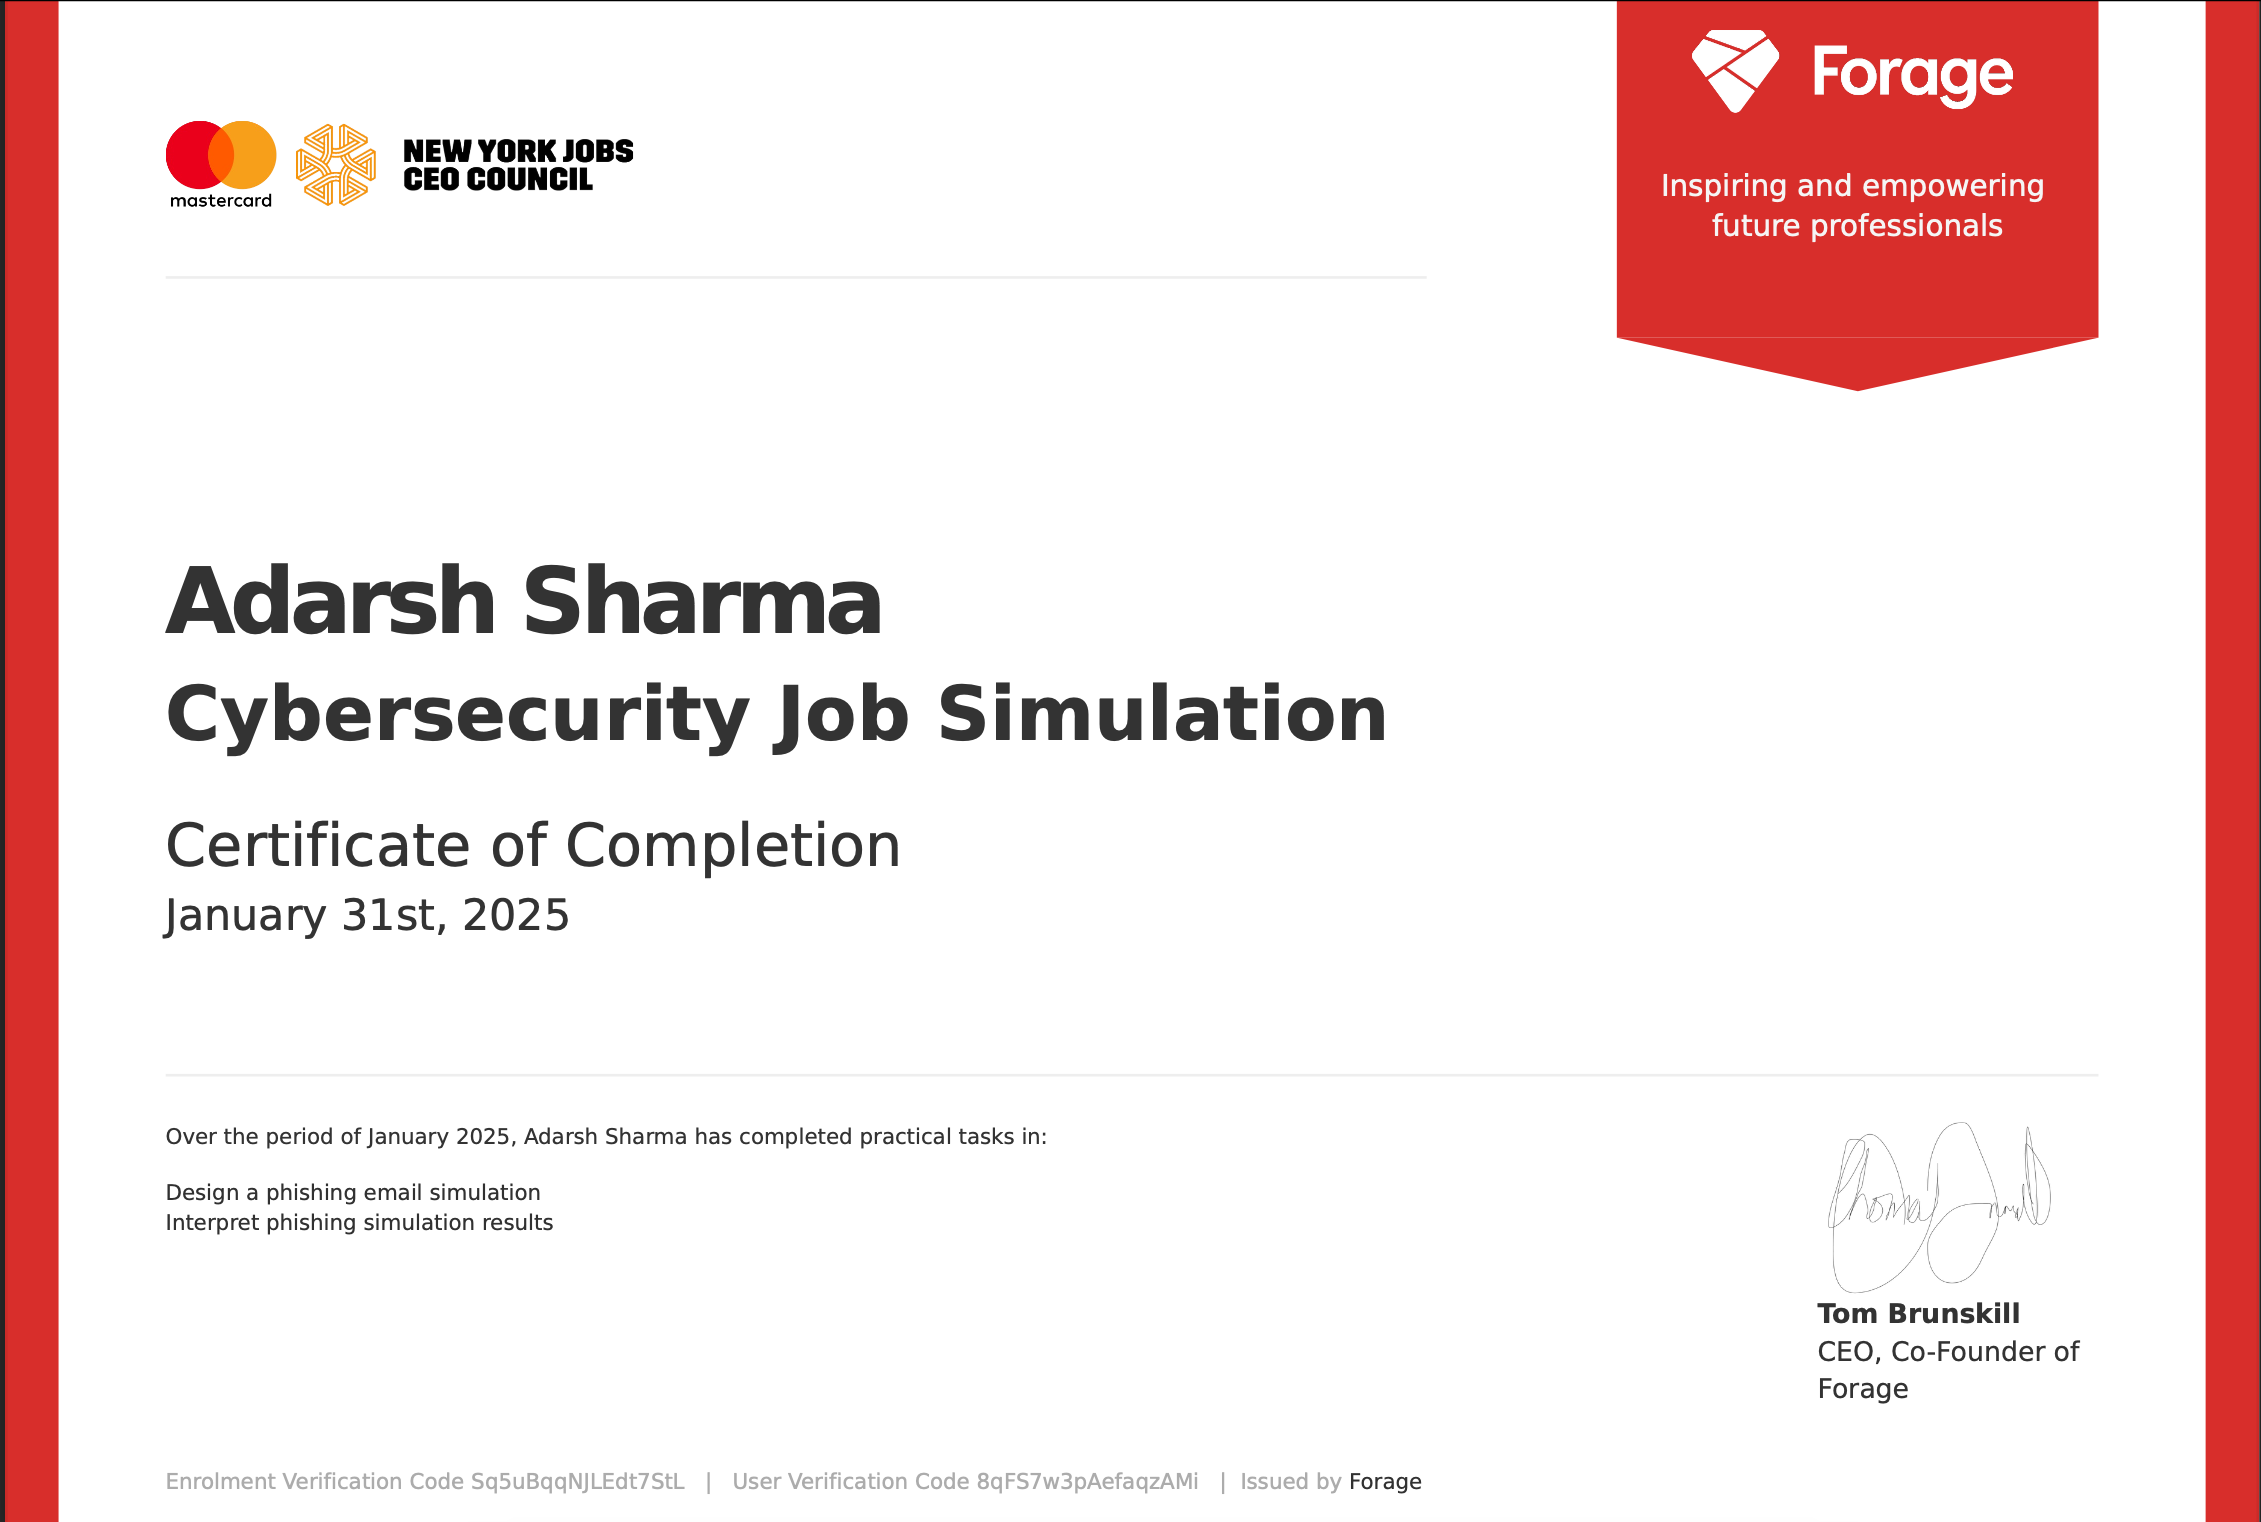 mastercard
NEW YORK JOBS
CEO COUNCIL
Forage
Inspiring and empowering
future professionals
Adarsh Sharma
Cybersecurity Job Simulation
Certificate of Completion
January 31st, 2025
Over the period of January 2025, Adarsh Sharma has completed practical tasks in:
Design a phishing email simulation
Interpret phishing simulation results
Tom Brunskill
CEO, Co-Founder of
Forage
Enrolment Verification Code Sq5uBqqNJLEdt7StL | User Verification Code 8qFS7w3pAefaqzAMi | Issued by Forage